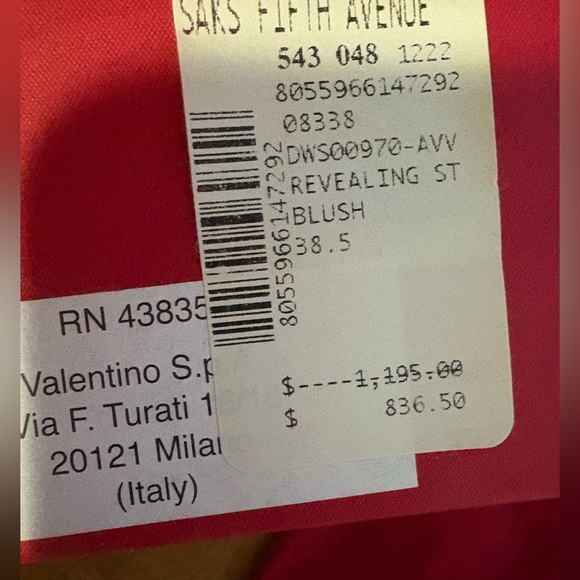 SAKS FIFTH AVENUE
543 048 1222
8055966147292
08338
DWS00970-AVV
REVEALING ST
BLUSH
38.5
8055966147292
$----1,195.00
$ 836.50
RN 43835
Valentino S.p.A
Via F. Turati 1
20121 Milano
(Italy)